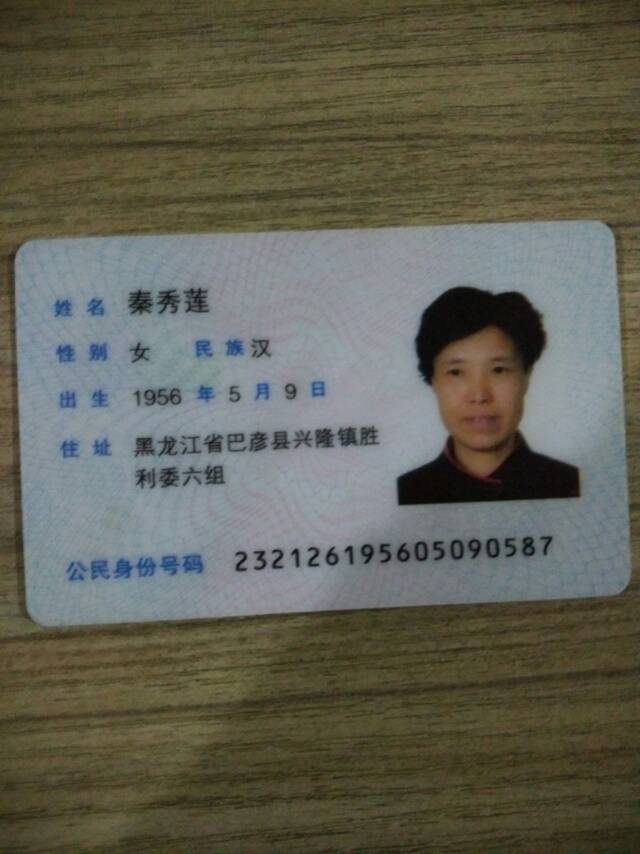 姓名 秦秀莲
性别 女 民族 汉
出生 1956 年 5 月 9 日
住址 黑龙江省巴彦县兴隆镇胜
利委六组
公民身份号码 232126195605090587